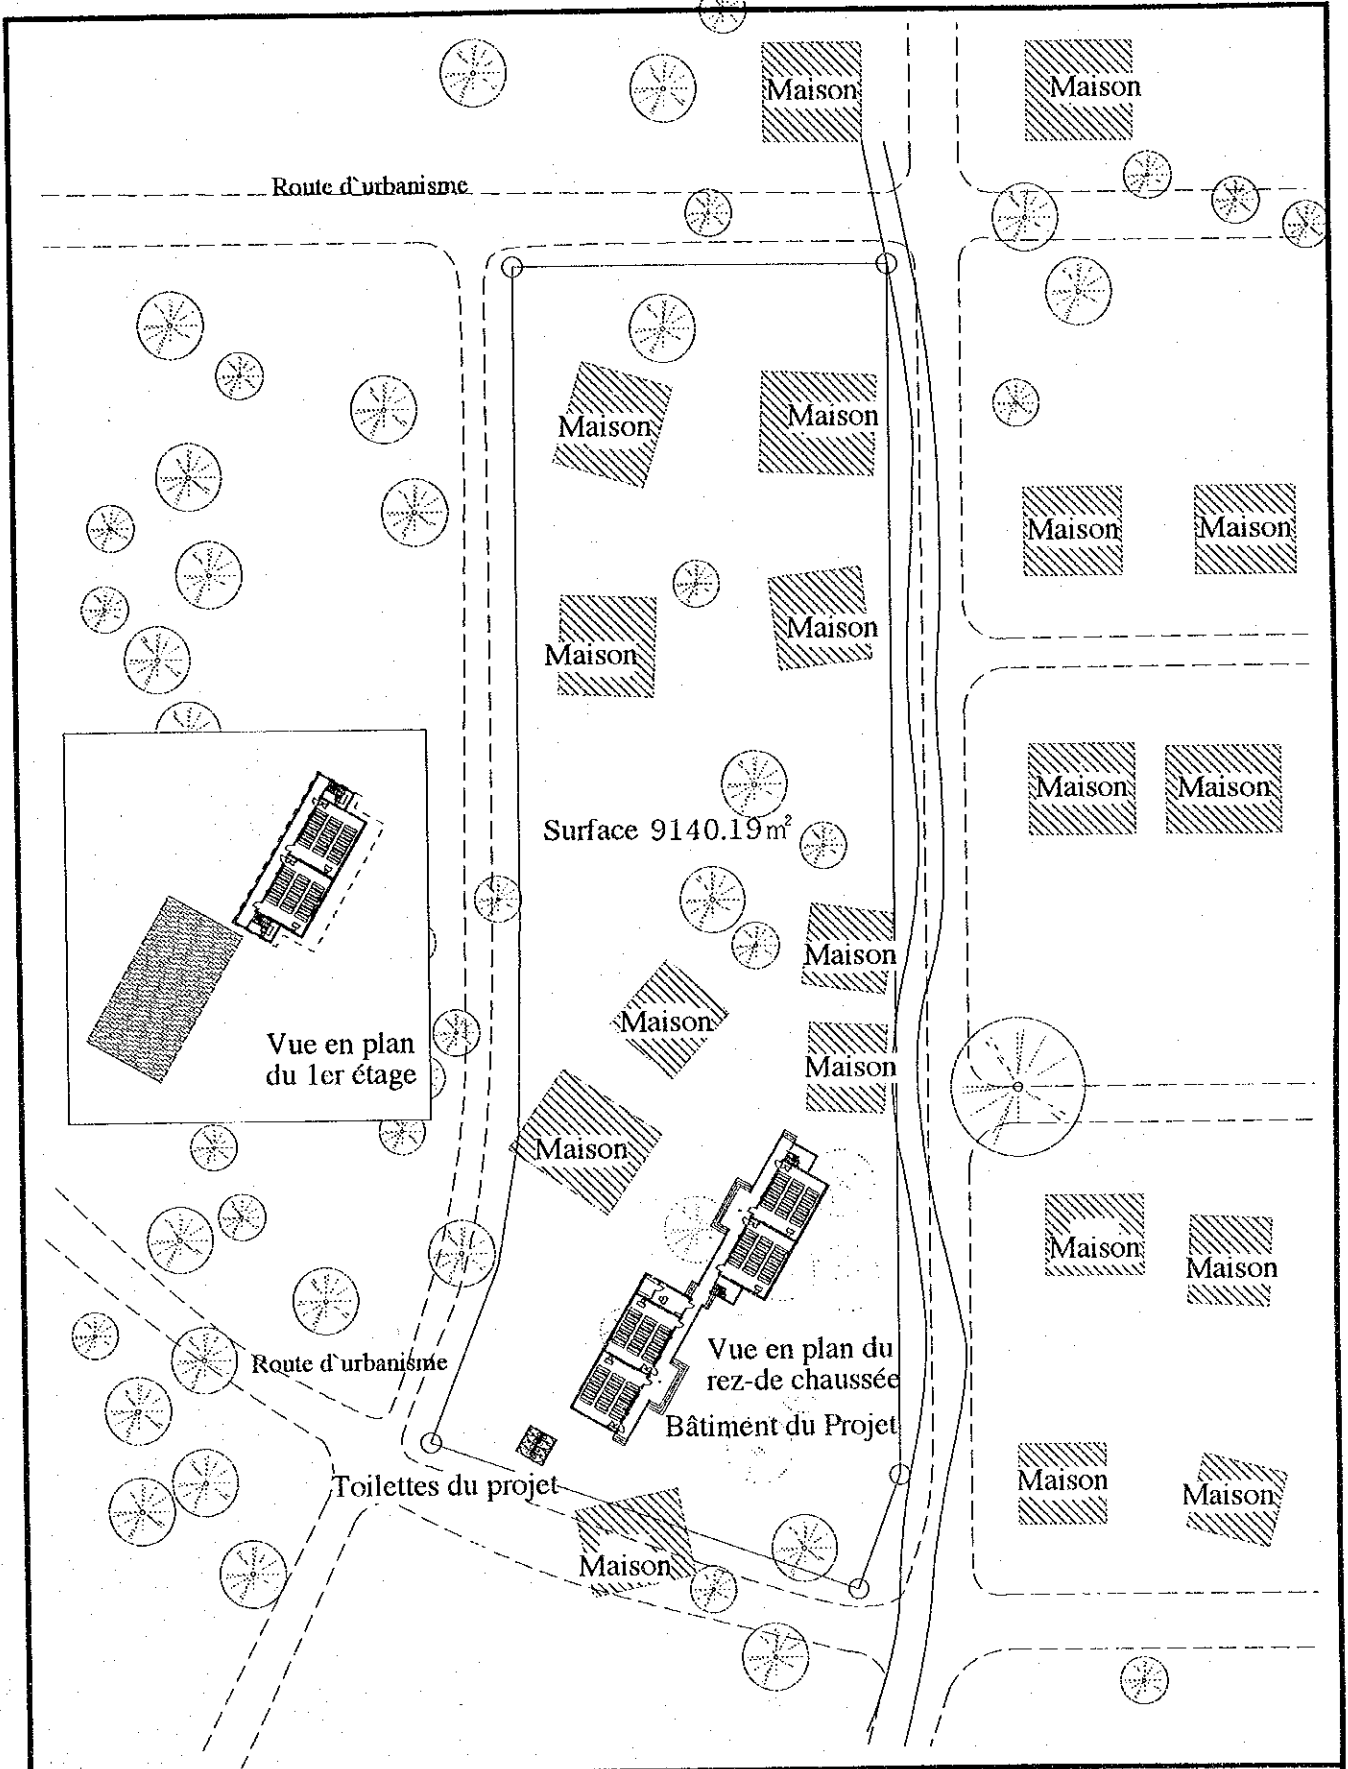 Maison
Maison
Route d`urbanisme
Maison
Maison
Maison
Maison
Maison
Maison
Maison
Maison
Surface 9140.19m²
Maison
Maison
Maison
Vue en plan
du 1er étage
Maison
Maison
Maison
Maison
Vue en plan du
rez-de chaussée
Route d`urbanisme
Bâtiment du Projet
Toilettes du projet
Maison
Maison
Maison